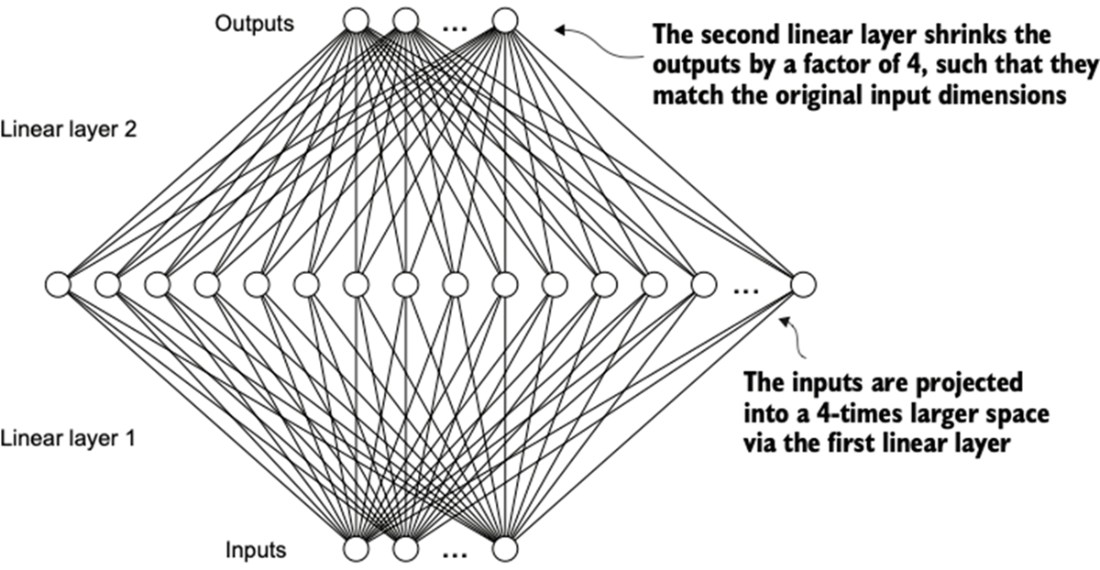 Outputs
...
The second linear layer shrinks the
outputs by a factor of 4, such that they
match the original input dimensions
Linear layer 2
...
The inputs are projected
into a 4-times larger space
via the first linear layer
Linear layer 1
Inputs
...